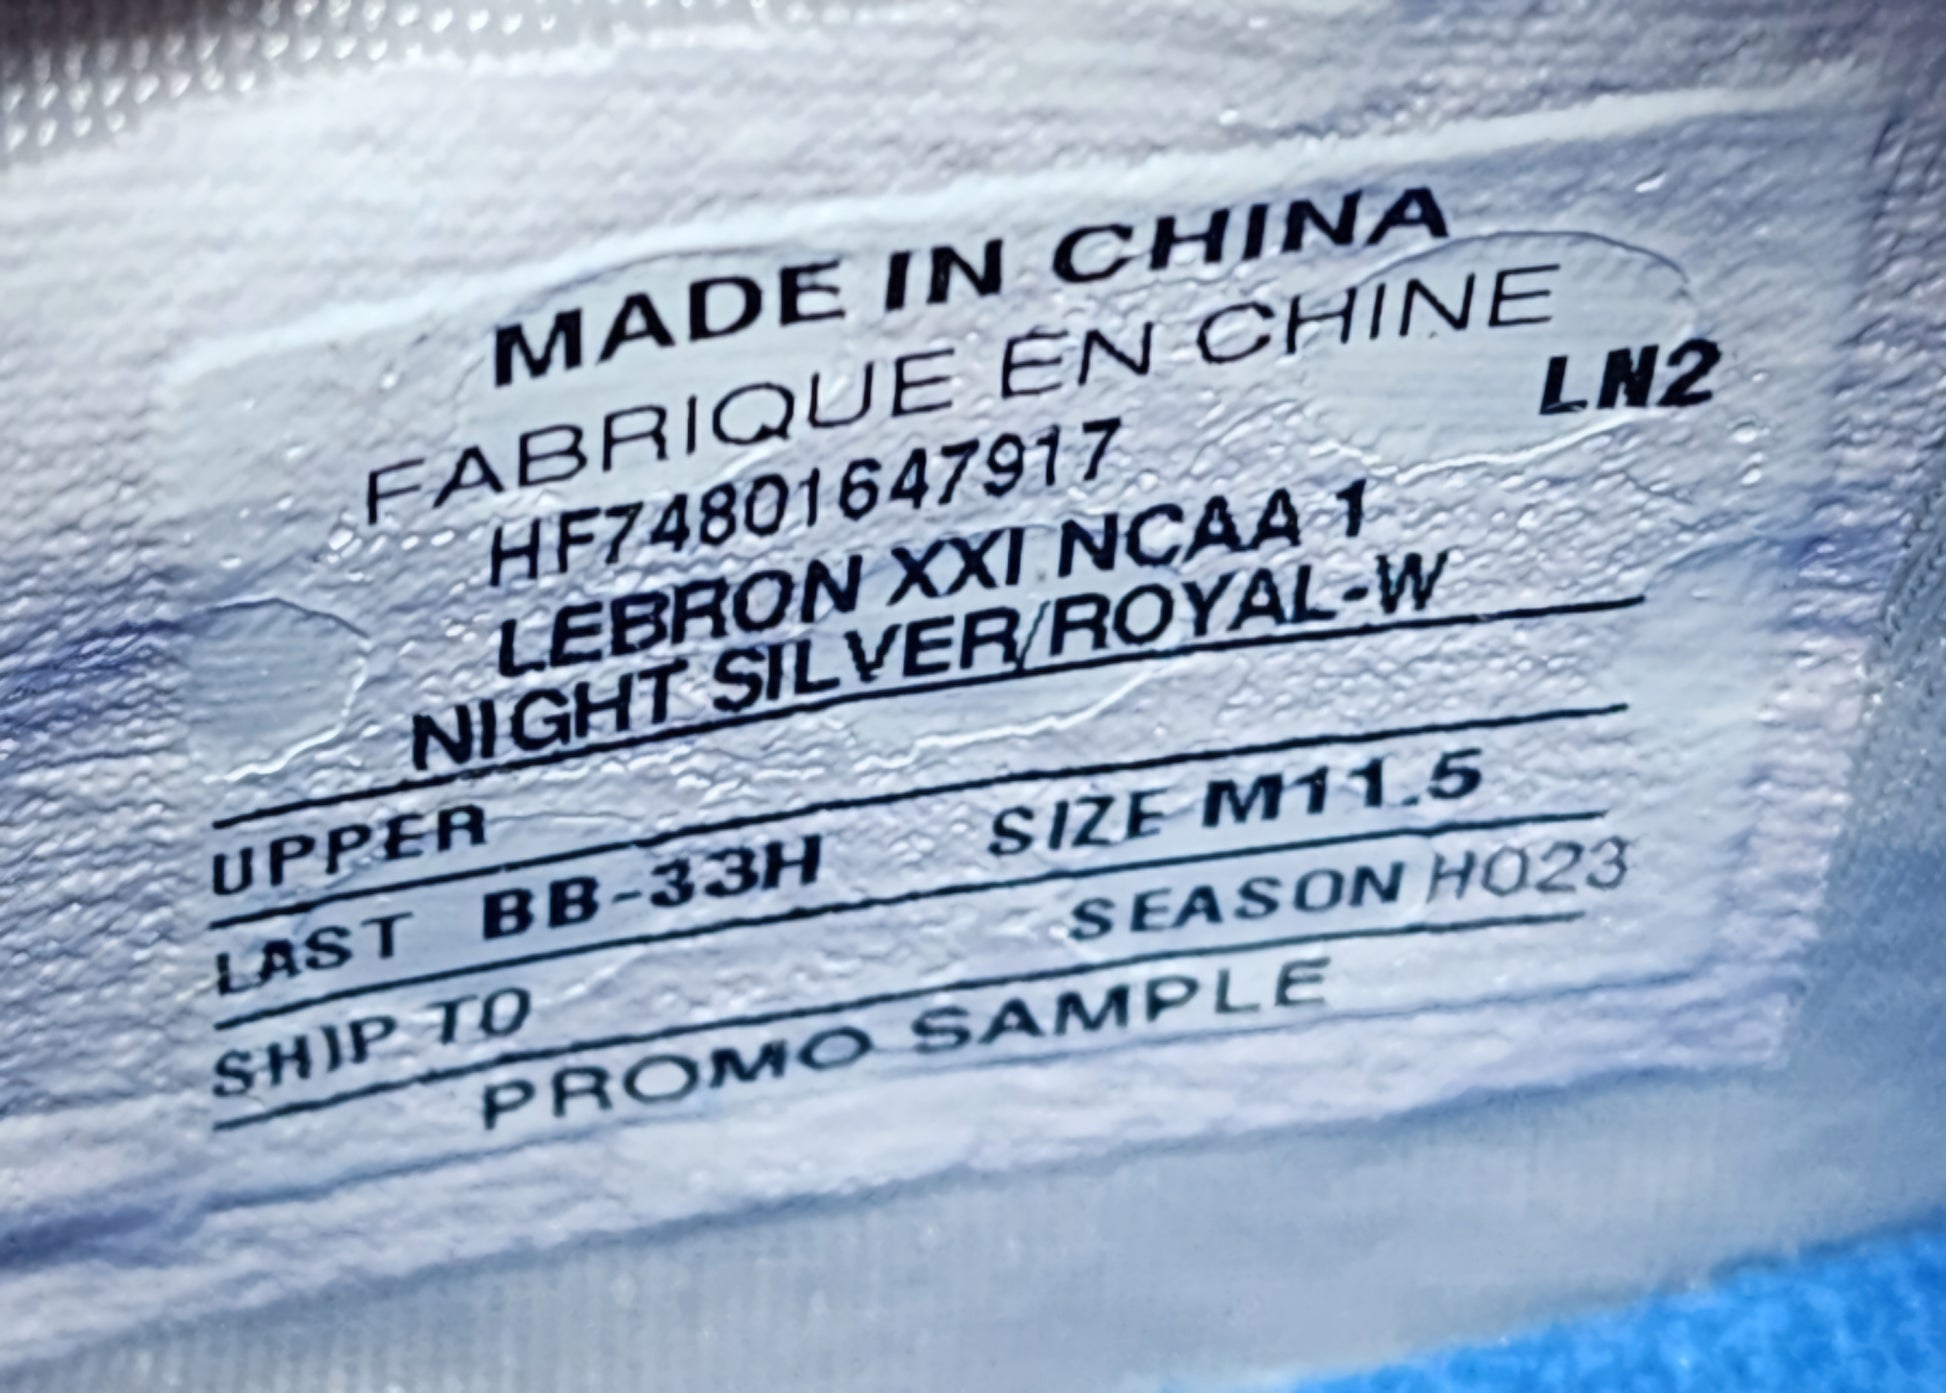 MADE IN CHINA
FABRIQUE EN CHINE
LN2
HF74801647917
LEBRON XXI NCAA 1
NIGHT SILVER/ROYAL-W
UPPER
LAST BB-33H SIZE M11.5
SHIP TO SEASON HO23
PROMO SAMPLE